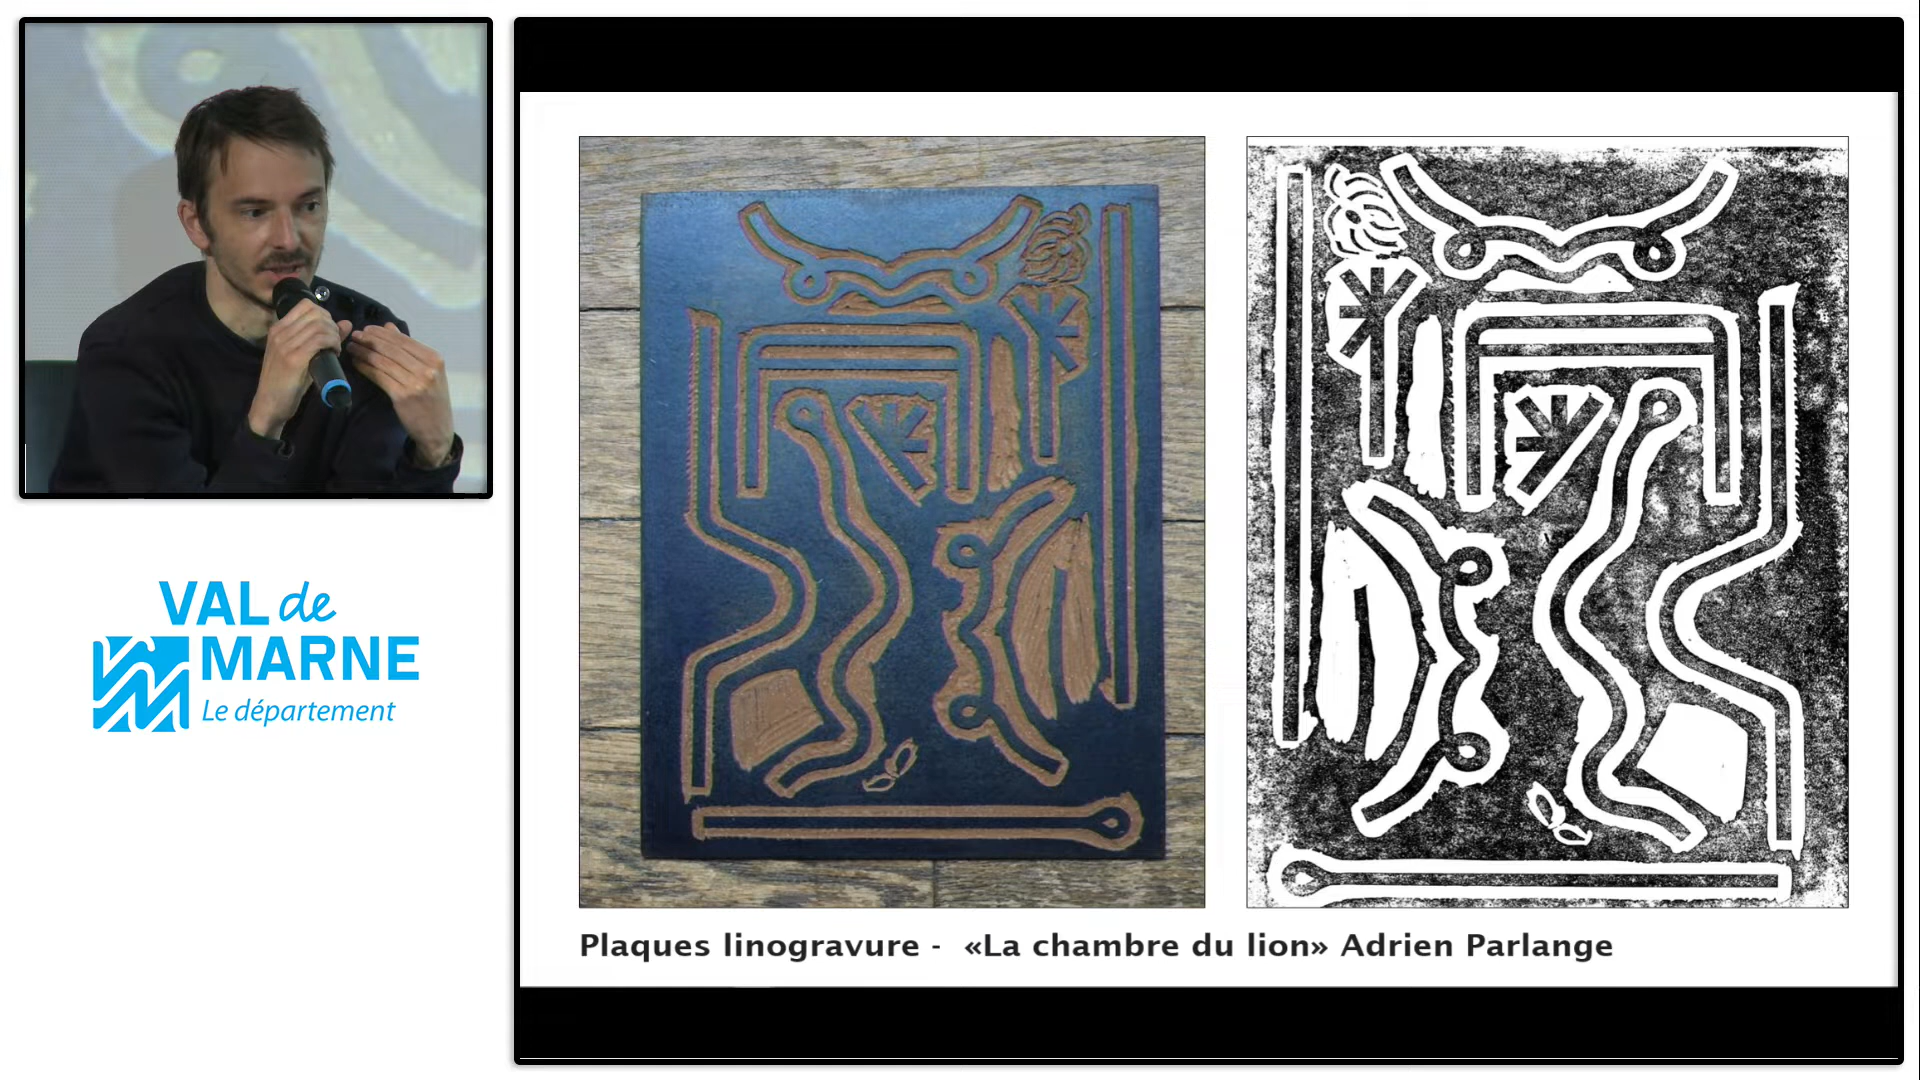 VAL de
MARNE
Le département
Plaques linogravure - «La chambre du lion» Adrien Parlange